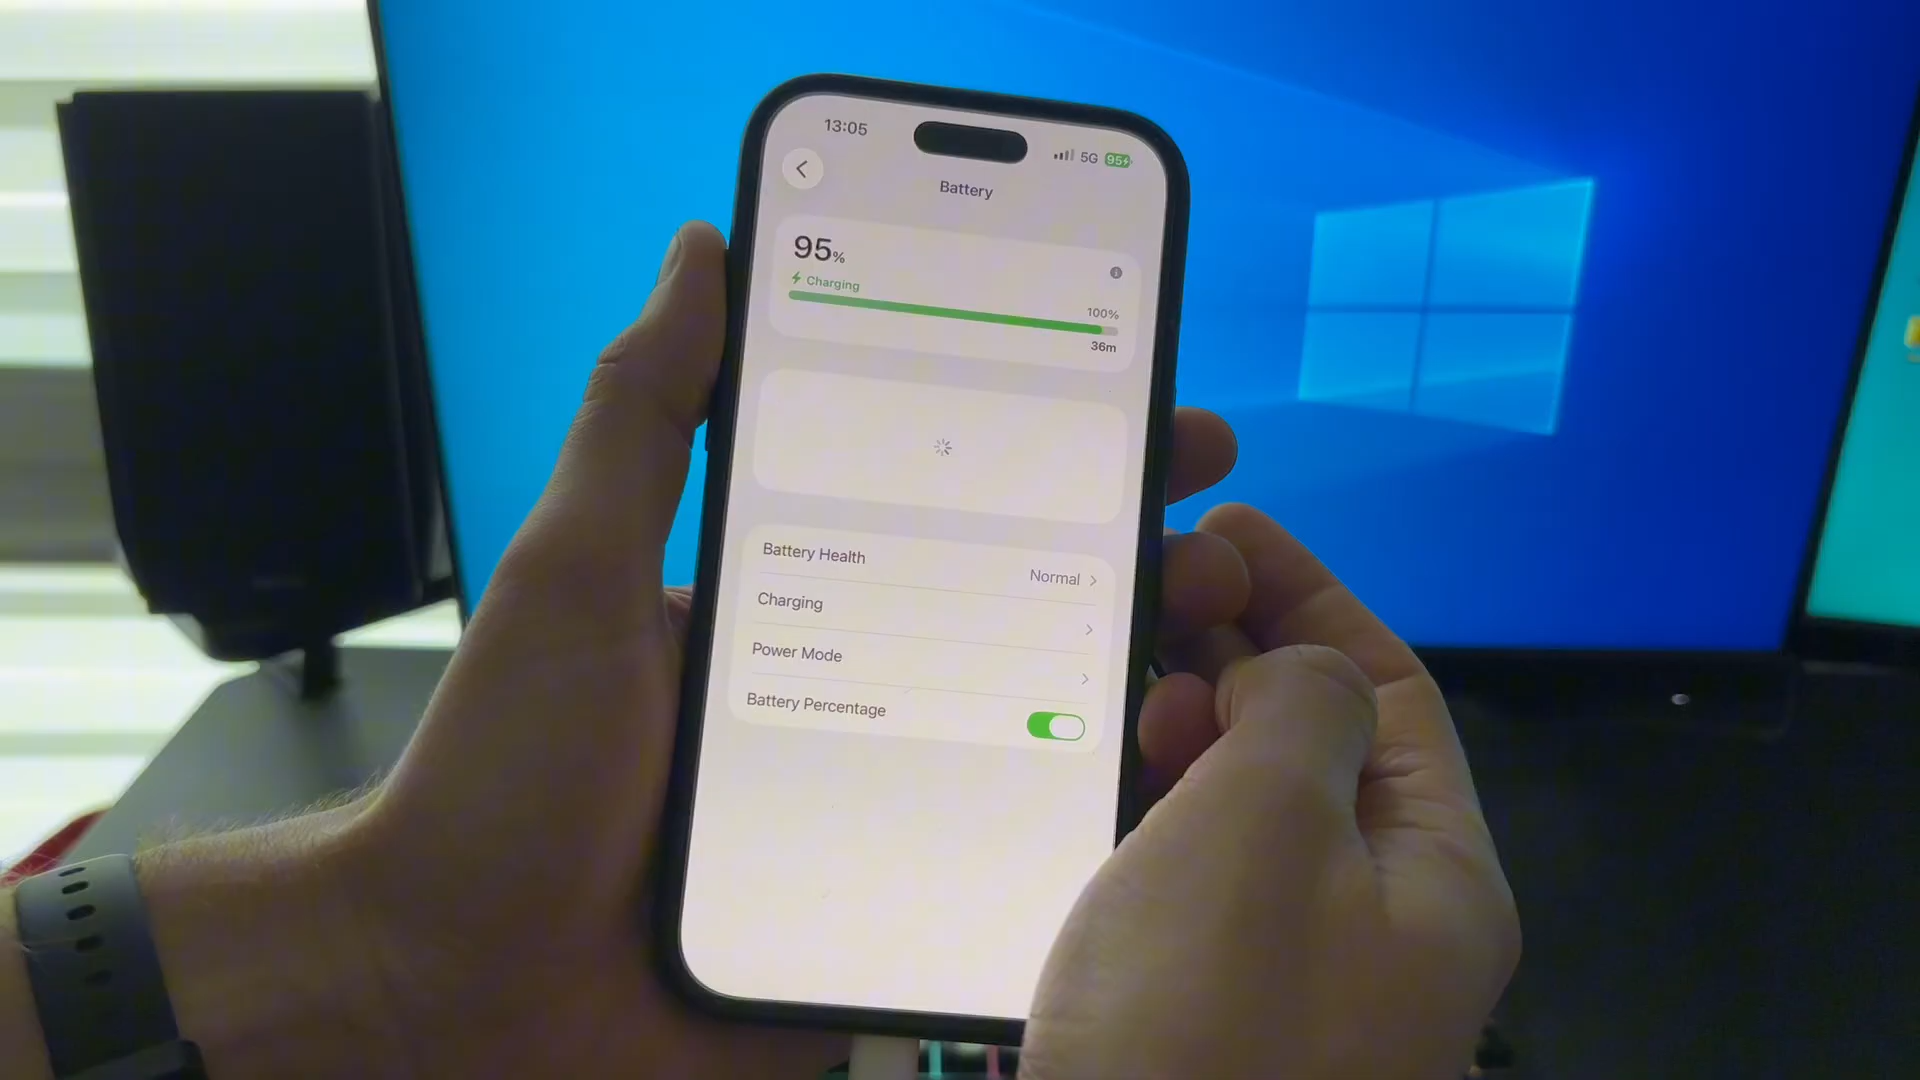 13:05
5G 95
Battery
95%
Charging
100%
36m
Battery Health
Normal
Charging
Power Mode
Battery Percentage